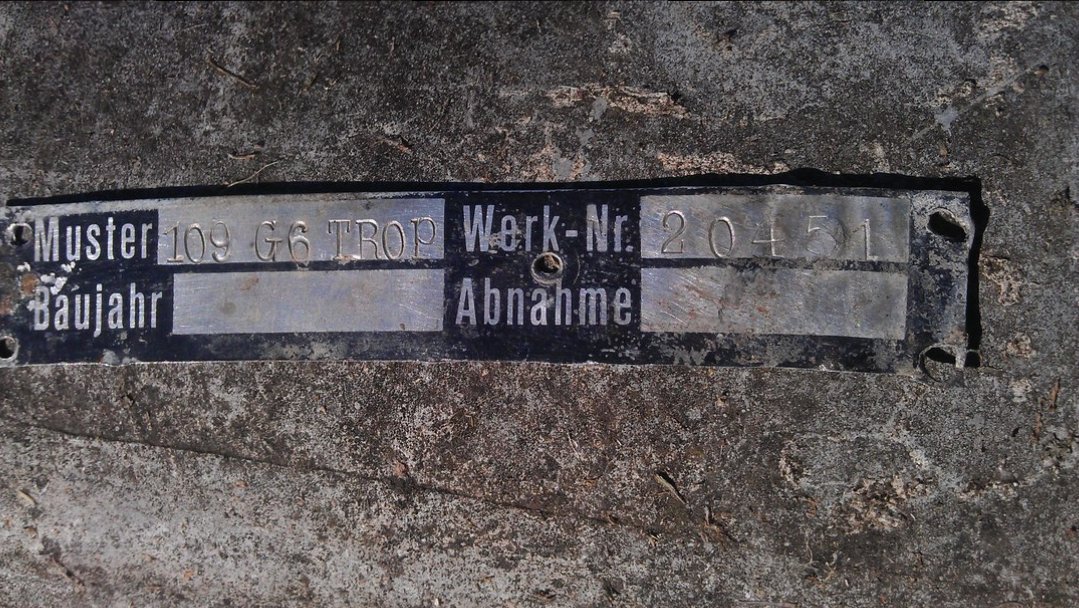 Muster 109 G6 TROP Werk-Nr. 20451
Baujahr Abnahme